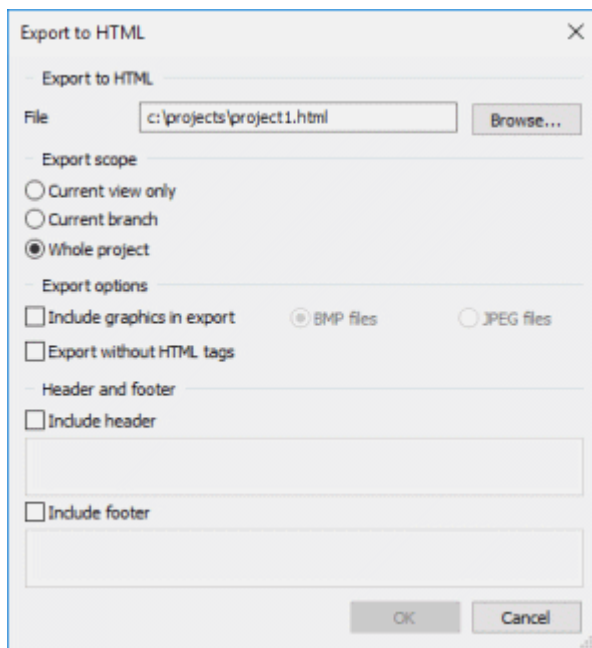 Export to HTML
Export to HTML
File c:\projects\project1.html Browse...
Export scope
Current view only
Current branch
Whole project
Export options
Include graphics in export BMP files JPEG files
Export without HTML tags
Header and footer
Include header
Include footer
OK Cancel